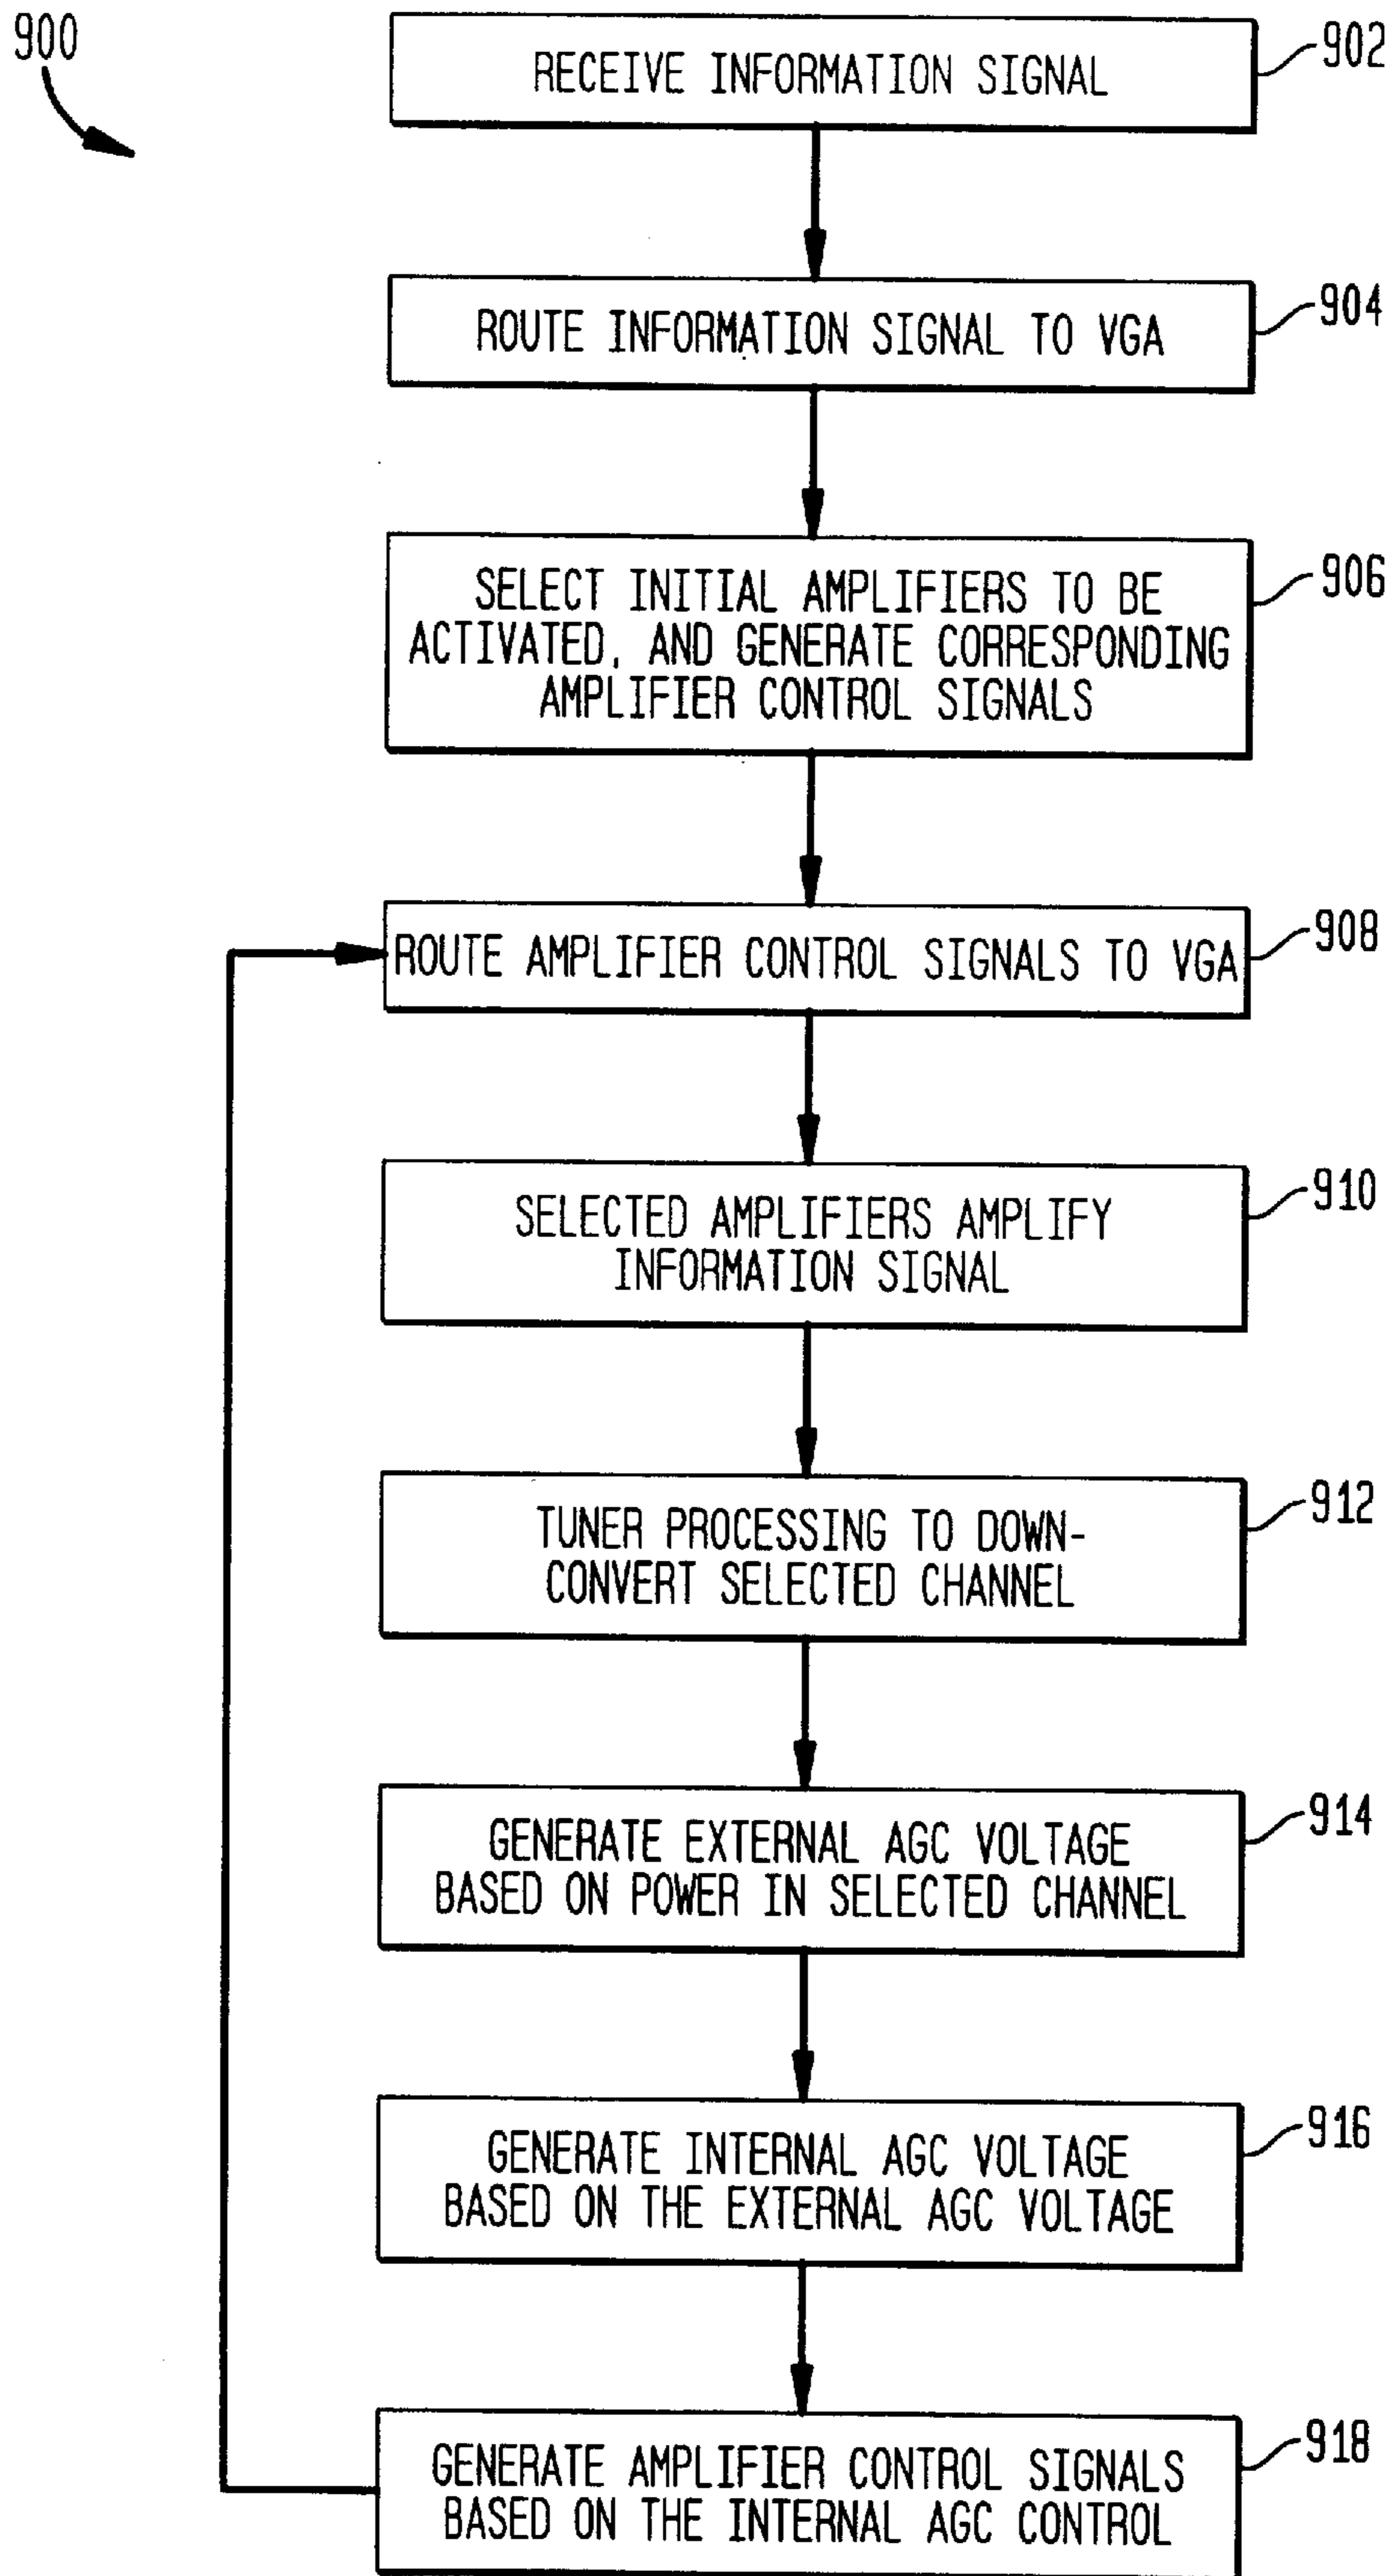 900
RECEIVE INFORMATION SIGNAL
902
ROUTE INFORMATION SIGNAL TO VGA
904
SELECT INITIAL AMPLIFIERS TO BE
ACTIVATED, AND GENERATE CORRESPONDING
AMPLIFIER CONTROL SIGNALS
906
ROUTE AMPLIFIER CONTROL SIGNALS TO VGA
908
SELECTED AMPLIFIERS AMPLIFY
INFORMATION SIGNAL
910
TUNER PROCESSING TO DOWN-
CONVERT SELECTED CHANNEL
912
GENERATE EXTERNAL AGC VOLTAGE
BASED ON POWER IN SELECTED CHANNEL
914
GENERATE INTERNAL AGC VOLTAGE
BASED ON THE EXTERNAL AGC VOLTAGE
916
GENERATE AMPLIFIER CONTROL SIGNALS
BASED ON THE INTERNAL AGC CONTROL
918